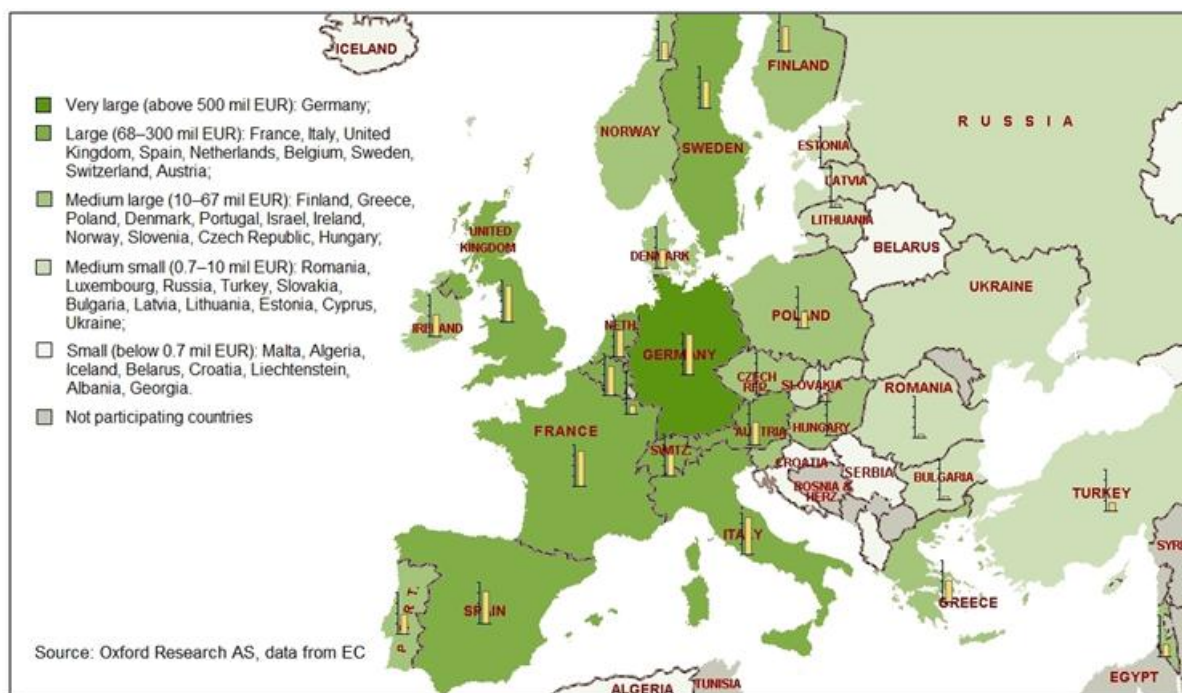 ICELAND
Very large (above 500 mil EUR): Germany;
Large (68–300 mil EUR): France, Italy, United
Kingdom, Spain, Netherlands, Belgium, Sweden,
Switzerland, Austria;
Medium large (10–67 mil EUR): Finland, Greece,
Poland, Denmark, Portugal, Israel, Ireland,
Norway, Slovenia, Czech Republic, Hungary;
Medium small (0.7–10 mil EUR): Romania,
Luxembourg, Russia, Turkey, Slovakia,
Bulgaria, Latvia, Lithuania, Estonia, Cyprus,
Ukraine;
Small (below 0.7 mil EUR): Malta, Algeria,
Iceland, Belarus, Croatia, Liechtenstein,
Albania, Georgia.
Not participating countries
FINLAND
RUSSIA
NORWAY
SWEDEN
ESTONIA
LATVIA
LITHUANIA
BELARUS
UNITED
KINGDOM
DENMARK
UKRAINE
IRELAND
NETH.
POLAND
GERMANY
CZECH
REP.
SLOVAKIA
ROMANIA
FRANCE
AUSTRIA
HUNGARY
SWITZ.
CROATIA
SERBIA
BOSNIA &
HERZ.
BULGARIA
TURKEY
ITALY
SYRI
P RT.
SPAIN
GREECE
Source: Oxford Research AS, data from EC
ALGERIA
TUNISIA
EGYPT